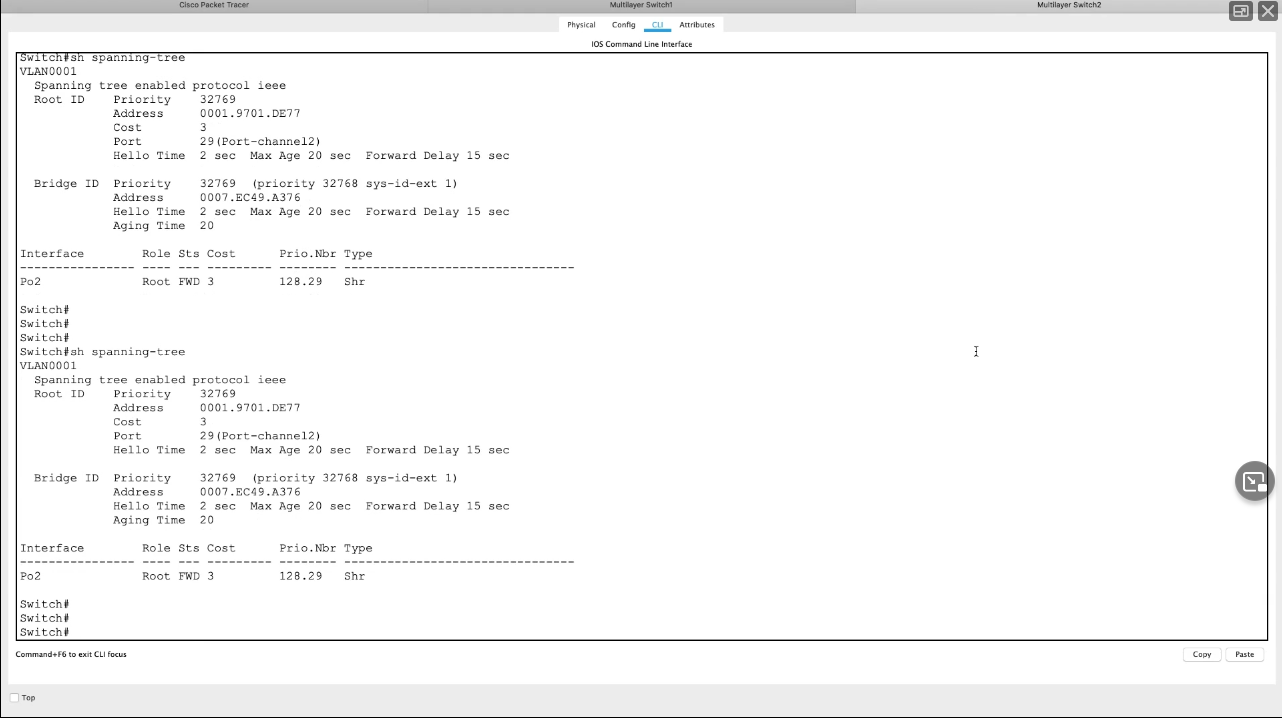 Cisco Packet Tracer
Multilayer Switch1
Multilayer Switch2
Physical Config CLI Attributes
IOS Command Line Interface
Switch#sh spanning-tree
VLAN0001
  Spanning tree enabled protocol ieee
  Root ID    Priority    32769
             Address     0001.9701.DE77
             Cost        3
             Port        29(Port-channel2)
             Hello Time  2 sec  Max Age 20 sec  Forward Delay 15 sec
  Bridge ID  Priority    32769  (priority 32768 sys-id-ext 1)
             Address     0007.EC49.A376
             Hello Time  2 sec  Max Age 20 sec  Forward Delay 15 sec
             Aging Time  20
Interface        Role Sts Cost      Prio.Nbr Type
---------------- ---- --- --------- -------- --------------------------------
Po2              Root FWD 3         128.29   Shr
Switch#
Switch#
Switch#
Switch#sh spanning-tree
VLAN0001
  Spanning tree enabled protocol ieee
  Root ID    Priority    32769
             Address     0001.9701.DE77
             Cost        3
             Port        29(Port-channel2)
             Hello Time  2 sec  Max Age 20 sec  Forward Delay 15 sec
  Bridge ID  Priority    32769  (priority 32768 sys-id-ext 1)
             Address     0007.EC49.A376
             Hello Time  2 sec  Max Age 20 sec  Forward Delay 15 sec
             Aging Time  20
Interface        Role Sts Cost      Prio.Nbr Type
---------------- ---- --- --------- -------- --------------------------------
Po2              Root FWD 3         128.29   Shr
Switch#
Switch#
Switch#
Command+F6 to exit CLI focus
Copy Paste
Top